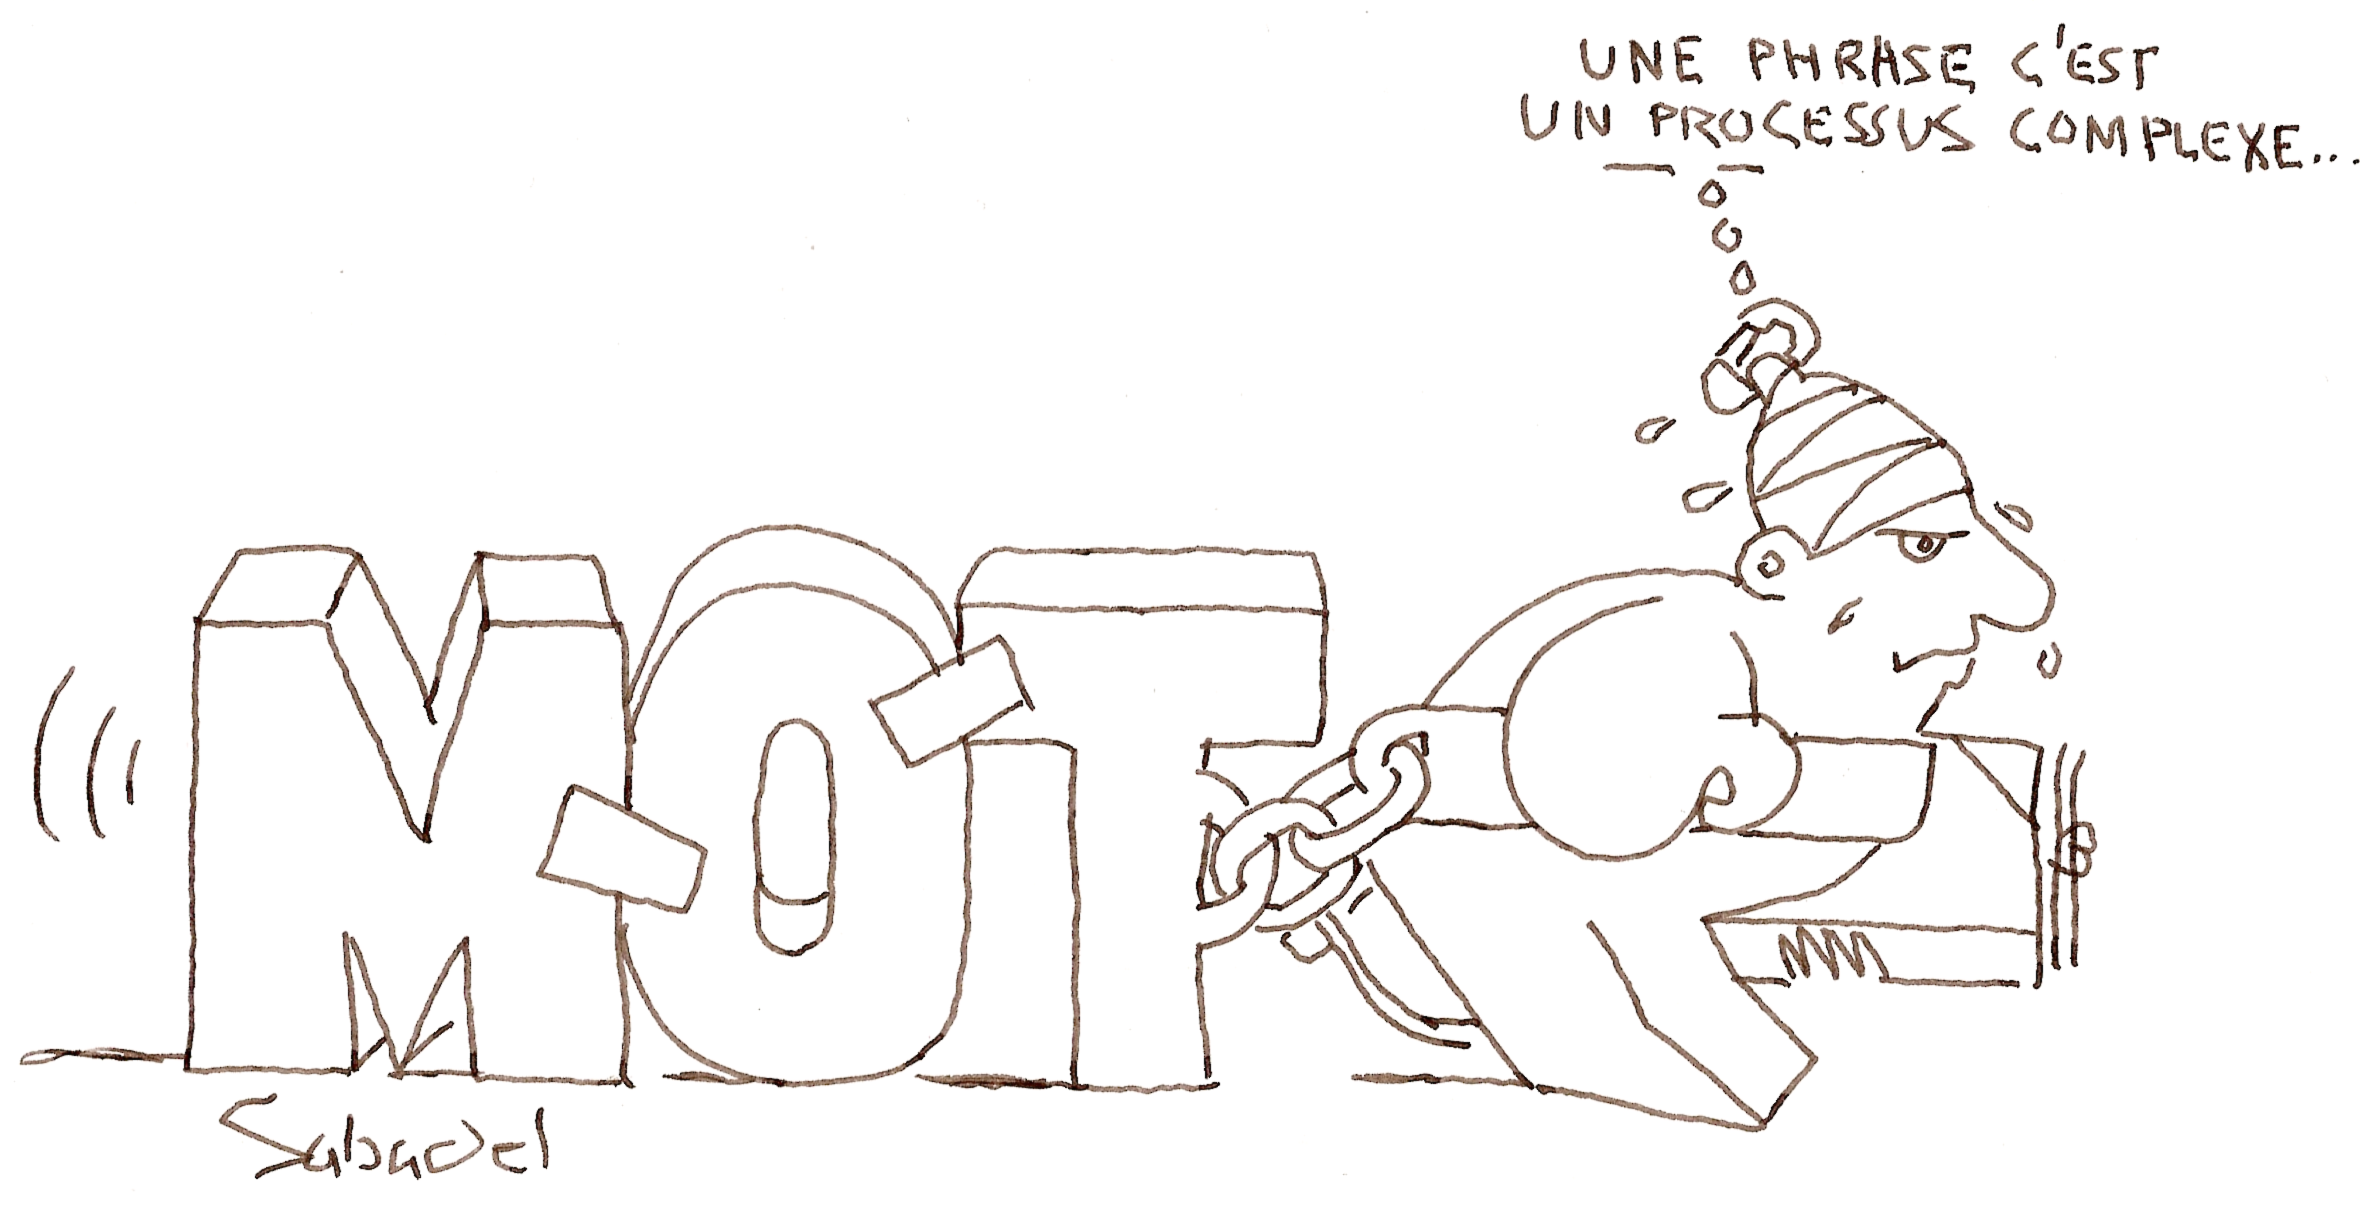 UNE PHRASE C'EST
UN PROCESSUS COMPLEXE...
MOT
Sabadel